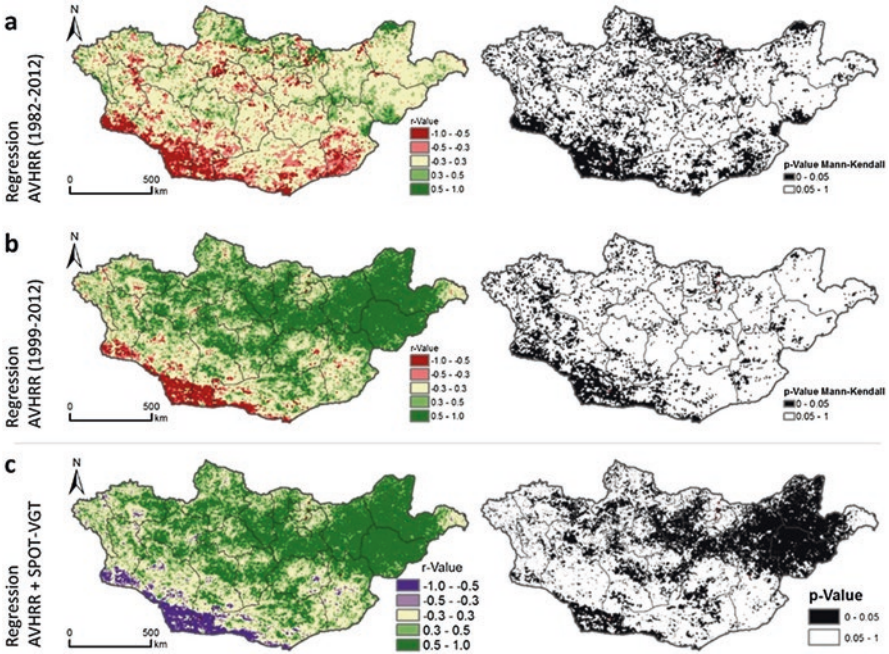 a
Regression
AVHRR (1982-2012)
N
0
500
km
r-Value
-1.0 - -0.5
-0.5 - -0.3
-0.3 - 0.3
0.3 - 0.5
0.5 - 1.0
p-Value Mann-Kendall
0 - 0.05
0.05 - 1
b
Regression
AVHRR (1999-2012)
N
0
500
km
r-Value
-1.0 - -0.5
-0.5 - -0.3
-0.3 - 0.3
0.3 - 0.5
0.5 - 1.0
p-Value Mann-Kendall
0 - 0.05
0.05 - 1
c
Regression
AVHRR + SPOT-VGT
N
0
500
km
r-Value
-1.0 - -0.5
-0.5 - -0.3
-0.3 - 0.3
0.3 - 0.5
0.5 - 1.0
p-Value
0 - 0.05
0.05 - 1